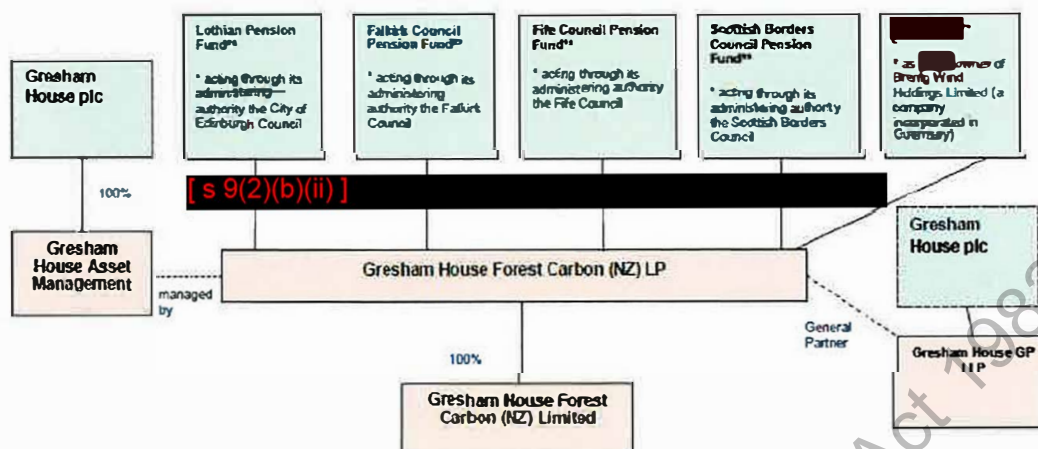 Gresham
House plc
Lothian Pension
Fund**
* acting through its
administering
authority the City of
Edinburgh Council
Falkirk Council
Pension Fund**
* acting through its
administering
authority the Falkirk
Council
Fife Council Pension
Fund**
* acting through its
administering authority
the Fife Council
Scottish Borders
Council Pension
Fund**
* acting through its
administering authority
the Scottish Borders
Council
* as owner of
Wind
Holdings Limited (a
company
incorporated in
Guernsey)
100%
[ s 9(2)(b)(ii) ]
Gresham
House Asset
Management
managed
by
Gresham House Forest Carbon (NZ) LP
Gresham
House plc
General
Partner
Gresham House GP
LLP
100%
Gresham House Forest
Carbon (NZ) Limited
Act 1982